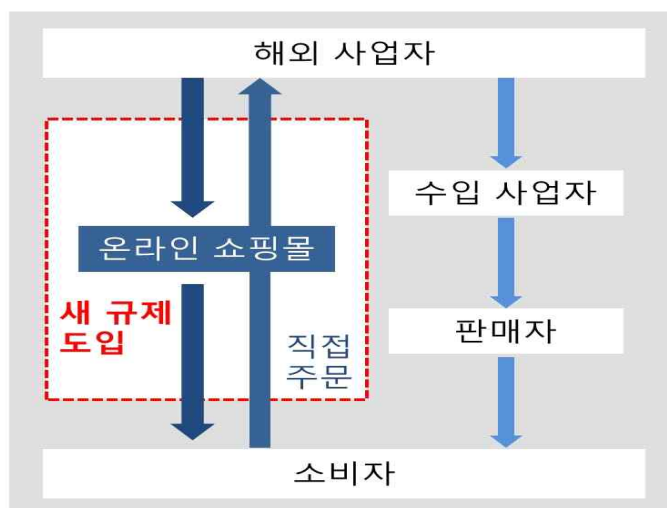 해외 사업자
수입 사업자
온라인 쇼핑몰
새 규제
도입
직접
주문
판매자
소비자